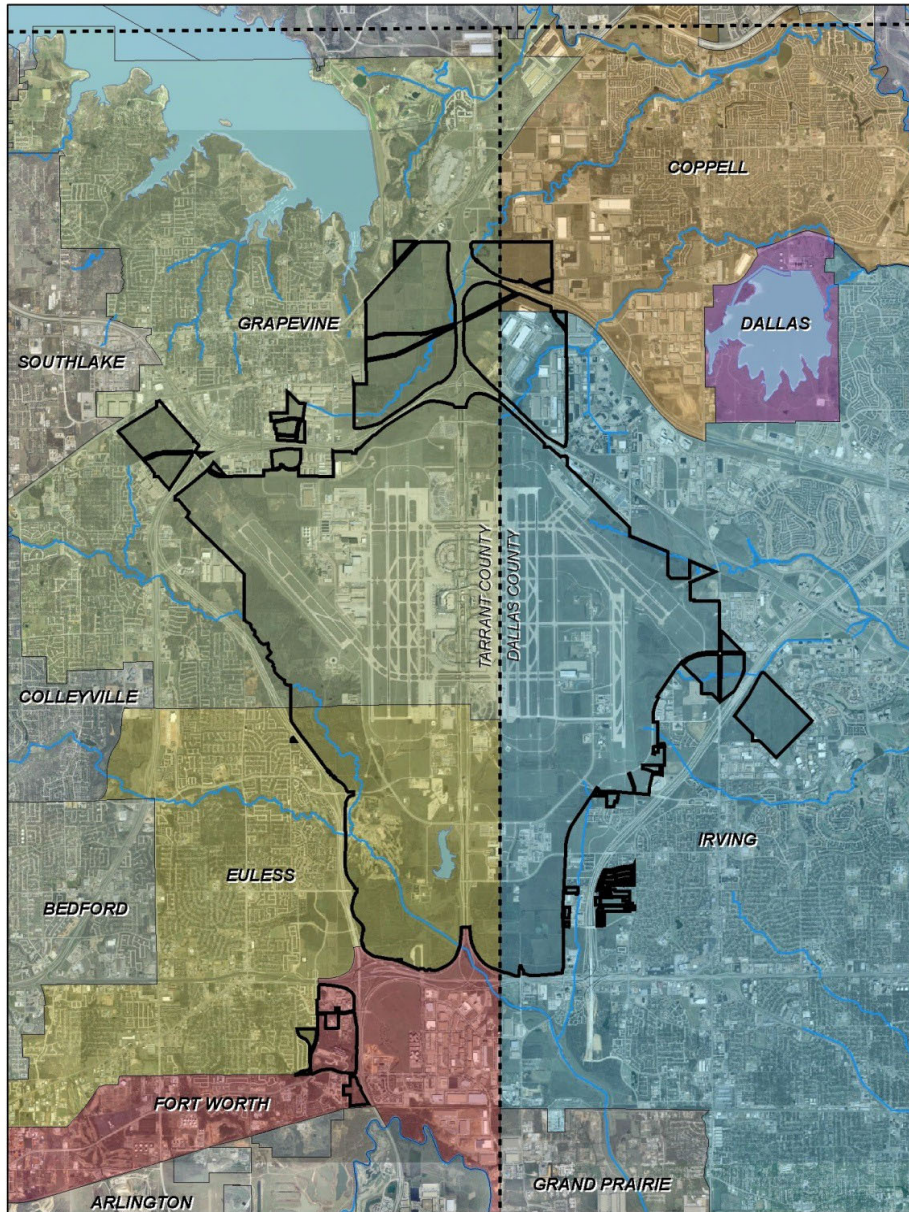 COPPELL
GRAPEVINE
DALLAS
SOUTHLAKE
TARRANT COUNTY
DALLAS COUNTY
COLLEYVILLE
IRVING
EULESS
BEDFORD
FORT WORTH
GRAND PRAIRIE
ARLINGTON